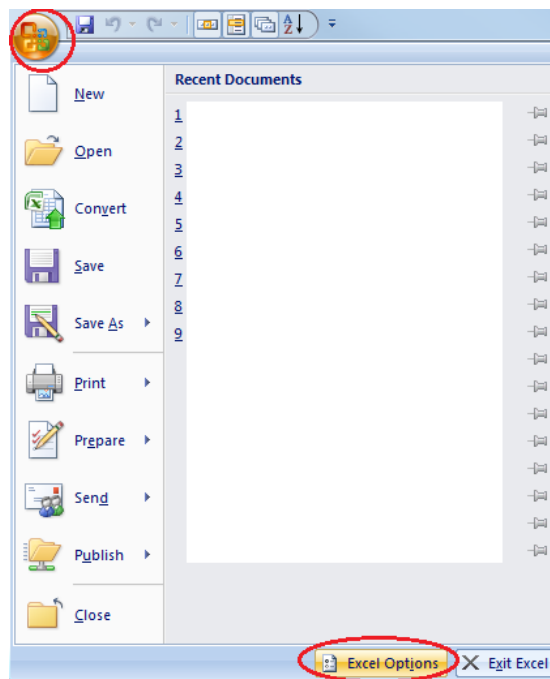 Recent Documents
New
Open
Convert
Save
Save As
Print
Prepare
Send
Publish
Close
1
2
3
4
5
6
7
8
9
Excel Options
Exit Excel